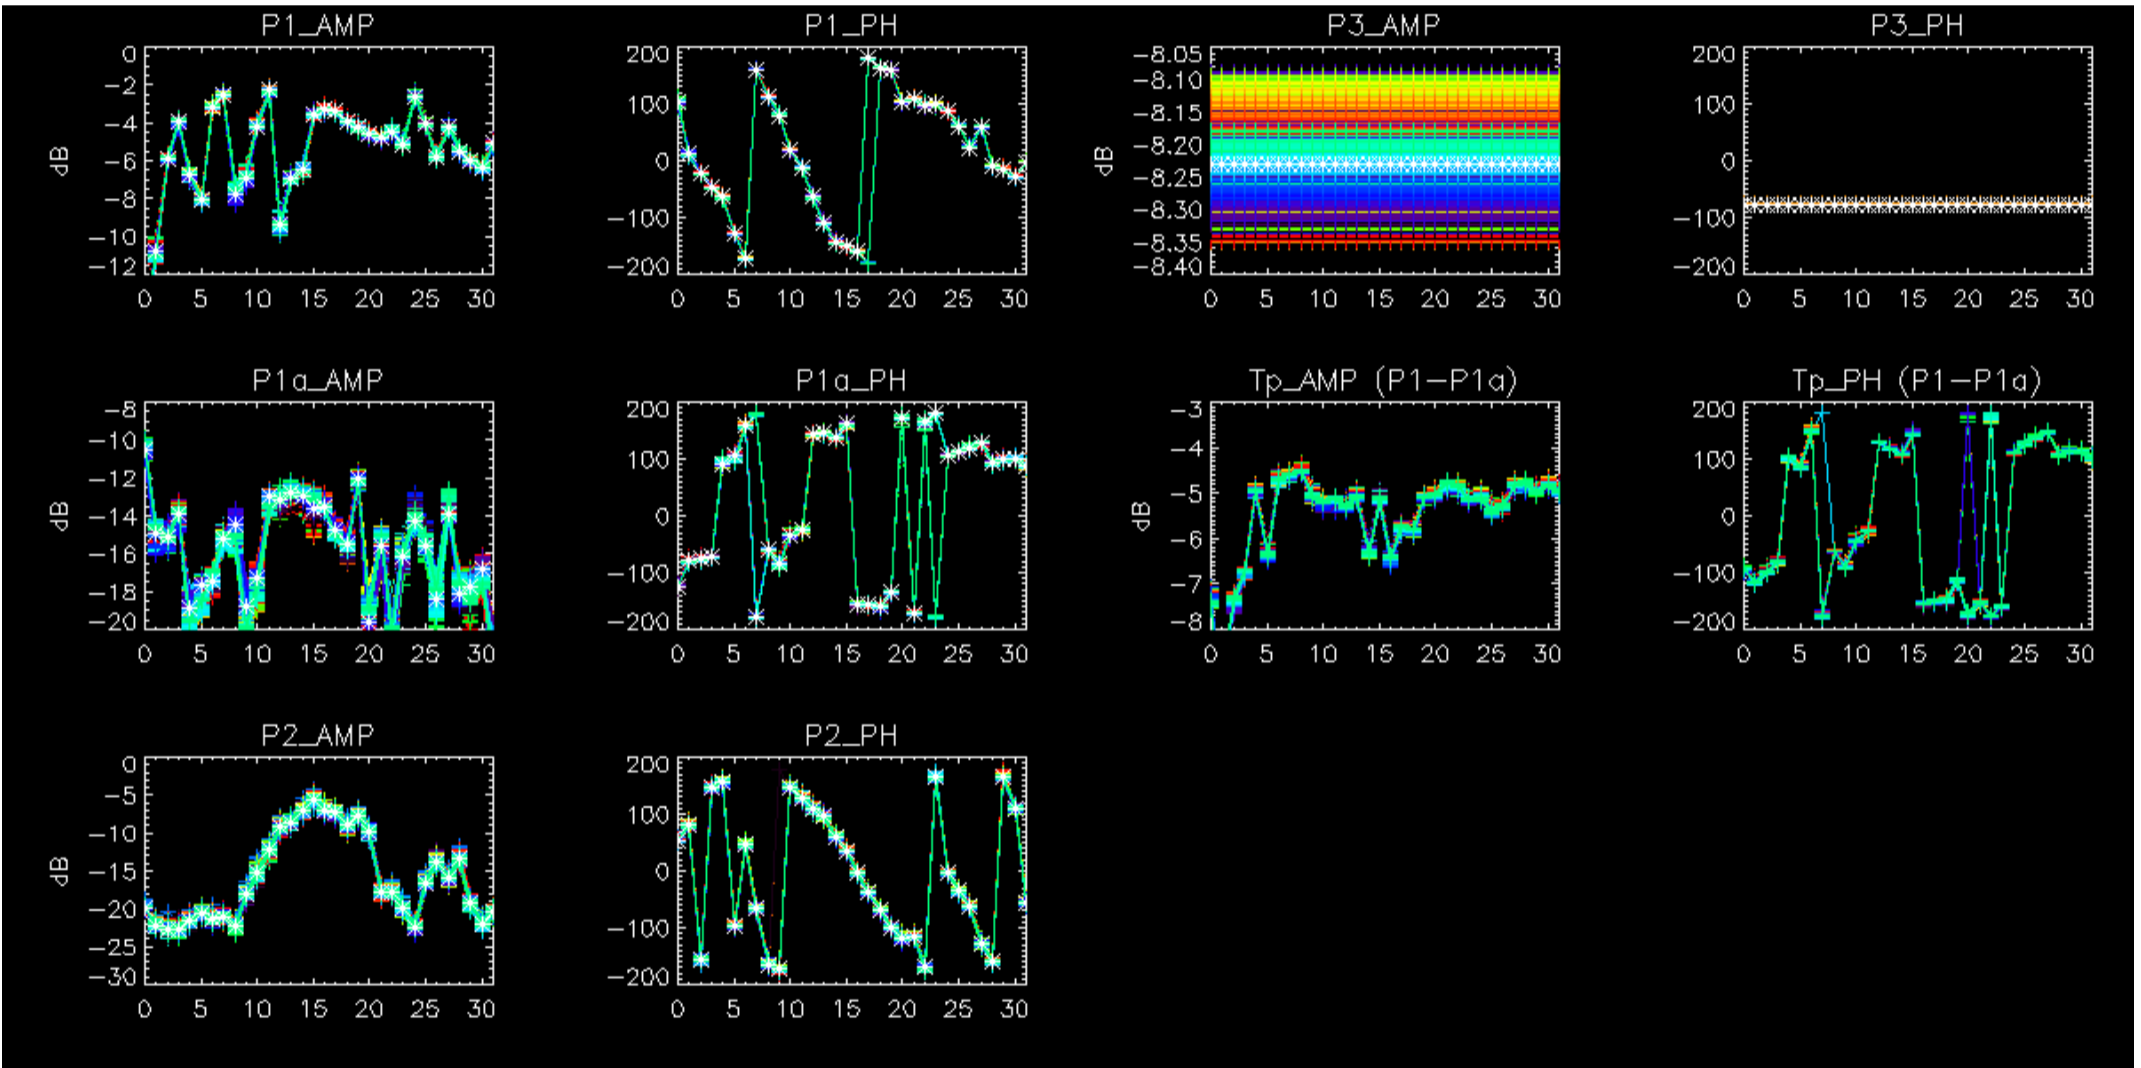 P1_AMP
0
−2
−4
−6
−8
−10
−12
dB
0 5 10 15 20 25 30
P1_PH
200
100
0
−100
−200
0 5 10 15 20 25 30
P3_AMP
−8.05
−8.10
−8.15
−8.20
−8.25
−8.30
−8.35
−8.40
dB
0 5 10 15 20 25 30
P3_PH
200
100
0
−100
−200
0 5 10 15 20 25 30
P1a_AMP
−8
−10
−12
−14
−16
−18
−20
dB
0 5 10 15 20 25 30
P1a_PH
200
100
0
−100
−200
0 5 10 15 20 25 30
Tp_AMP (P1−P1a)
−3
−4
−5
−6
−7
−8
dB
0 5 10 15 20 25 30
Tp_PH (P1−P1a)
200
100
0
−100
−200
0 5 10 15 20 25 30
P2_AMP
0
−5
−10
−15
−20
−25
−30
dB
0 5 10 15 20 25 30
P2_PH
200
100
0
−100
−200
0 5 10 15 20 25 30